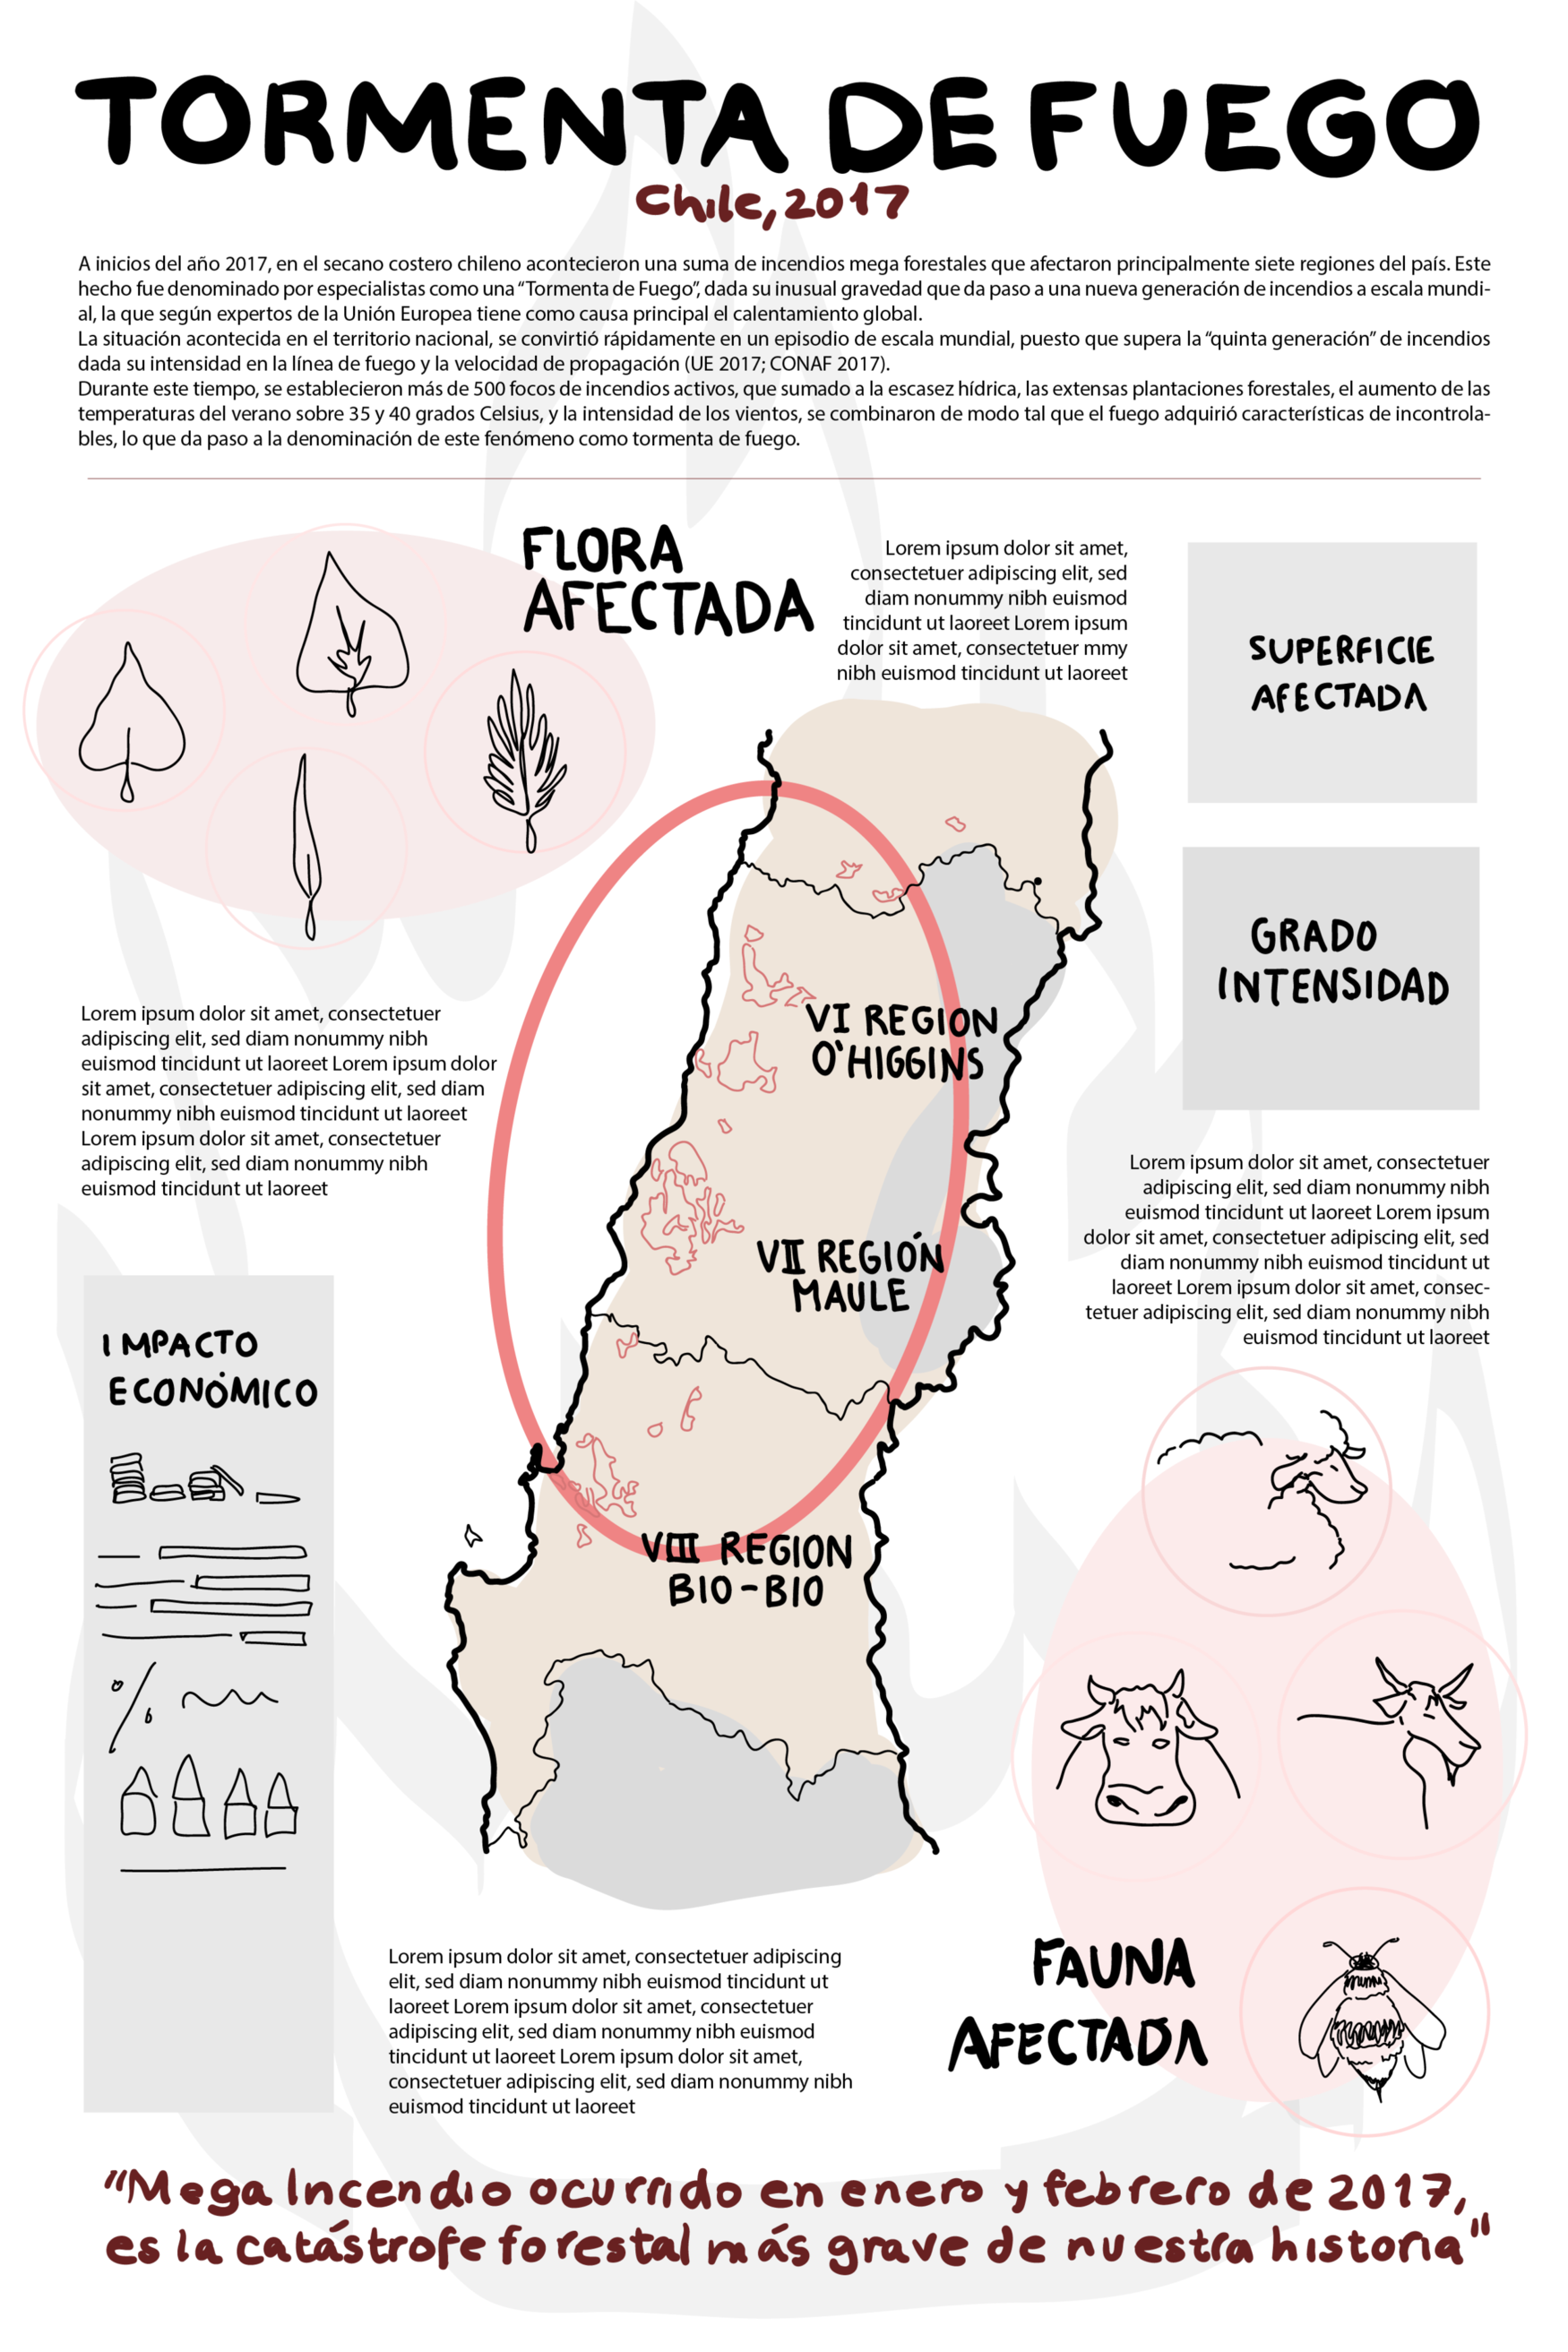 TORMENTA DE FUEGO
Chile, 2017
A inicios del año 2017, en el secano costero chileno acontecieron una suma de incendios mega forestales que afectaron principalmente siete regiones del país. Este
hecho fue denominado por especialistas como una "Tormenta de Fuego", dada su inusual gravedad que da paso a una nueva generación de incendios a escala mundi-
al, la que según expertos de la Unión Europea tiene como causa principal el calentamiento global.
La situación acontecida en el territorio nacional, se convirtió rápidamente en un episodio de escala mundial, puesto que supera la "quinta generación" de incendios
dada su intensidad en la línea de fuego y la velocidad de propagación (UE 2017; CONAF 2017).
Durante este tiempo, se establecieron más de 500 focos de incendios activos, que sumado a la escasez hídrica, las extensas plantaciones forestales, el aumento de las
temperaturas del verano sobre 35 y 40 grados Celsius, y la intensidad de los vientos, se combinaron de modo tal que el fuego adquirió características de incontrola-
bles, lo que da paso a la denominación de este fenómeno como tormenta de fuego.
FLORA
AFECTADA
Lorem ipsum dolor sit amet,
consectetuer adipiscing elit, sed
diam nonummy nibh euismod
tincidunt ut laoreet Lorem ipsum
dolor sit amet, consectetuer mmy
nibh euismod tincidunt ut laoreet
SUPERFICIE
AFECTADA
GRADO
INTENSIDAD
Lorem ipsum dolor sit amet, consectetuer
adipiscing elit, sed diam nonummy nibh
euismod tincidunt ut laoreet Lorem ipsum dolor
sit amet, consectetuer adipiscing elit, sed diam
nonummy nibh euismod tincidunt ut laoreet
Lorem ipsum dolor sit amet, consectetuer
adipiscing elit, sed diam nonummy nibh
euismod tincidunt ut laoreet
VI REGION
O'HIGGINS
VII REGIÓN
MAULE
VIII REGION
BIO-BIO
Lorem ipsum dolor sit amet, consectetuer
adipiscing elit, sed diam nonummy nibh
euismod tincidunt ut laoreet Lorem ipsum
dolor sit amet, consectetuer adipiscing elit, sed
diam nonummy nibh euismod tincidunt ut
laoreet Lorem ipsum dolor sit amet, consec-
tetuer adipiscing elit, sed diam nonummy nibh
euismod tincidunt ut laoreet
IMPACTO
ECONÓMICO
%
Lorem ipsum dolor sit amet, consectetuer adipiscing
elit, sed diam nonummy nibh euismod tincidunt ut
laoreet Lorem ipsum dolor sit amet, consectetuer
adipiscing elit, sed diam nonummy nibh euismod
tincidunt ut laoreet Lorem ipsum dolor sit amet,
consectetuer adipiscing elit, sed diam nonummy nibh
euismod tincidunt ut laoreet
FAUNA
AFECTADA
"Mega Incendio ocurrido en enero y febrero de 2017,
es la catástrofe forestal más grave de nuestra historia"